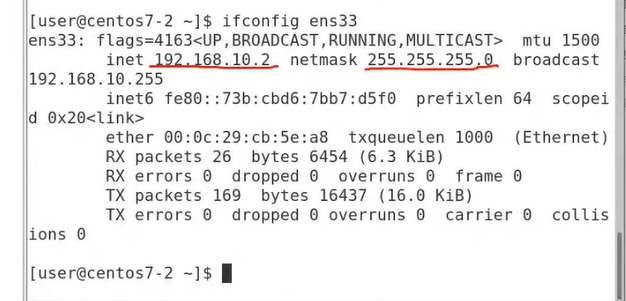 [user@centos7-2 ~]$ ifconfig ens33
ens33: flags=4163<UP,BROADCAST,RUNNING,MULTICAST>  mtu 1500
        inet 192.168.10.2  netmask 255.255.255.0  broadcast
192.168.10.255
        inet6 fe80::73b:cbd6:7bb7:d5f0  prefixlen 64  scopei
d 0x20<link>
        ether 00:0c:29:cb:5e:a8  txqueuelen 1000  (Ethernet)
        RX packets 26  bytes 6454 (6.3 KiB)
        RX errors 0  dropped 0  overruns 0  frame 0
        TX packets 169  bytes 16437 (16.0 KiB)
        TX errors 0  dropped 0 overruns 0  carrier 0  collis
ions 0
[user@centos7-2 ~]$